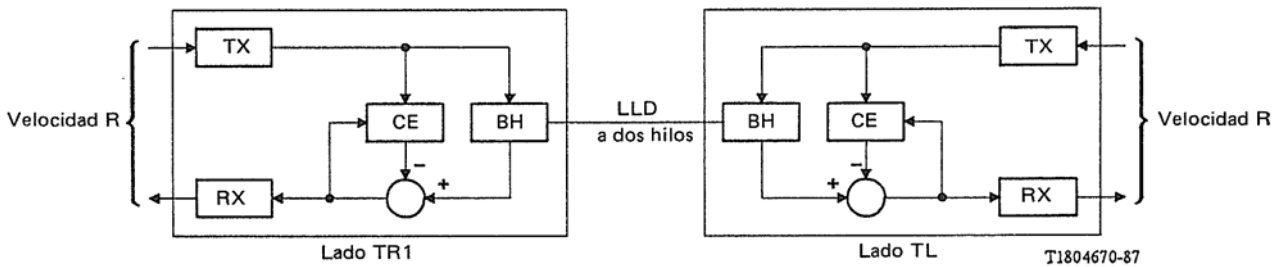 TX
Velocidad R
CE
BH
RX
−
+
Lado TR1
LLD
a dos hilos
TX
BH
CE
Velocidad R
−
+
RX
Lado TL
T1804670-87